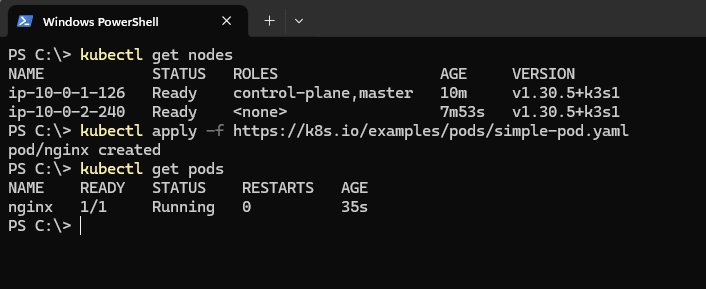 Windows PowerShell
PS C:\> kubectl get nodes
NAME STATUS ROLES AGE VERSION
ip-10-0-1-126 Ready control-plane,master 10m v1.30.5+k3s1
ip-10-0-2-240 Ready <none> 7m53s v1.30.5+k3s1
PS C:\> kubectl apply -f https://k8s.io/examples/pods/simple-pod.yaml
pod/nginx created
PS C:\> kubectl get pods
NAME READY STATUS RESTARTS AGE
nginx 1/1 Running 0 35s
PS C:\>